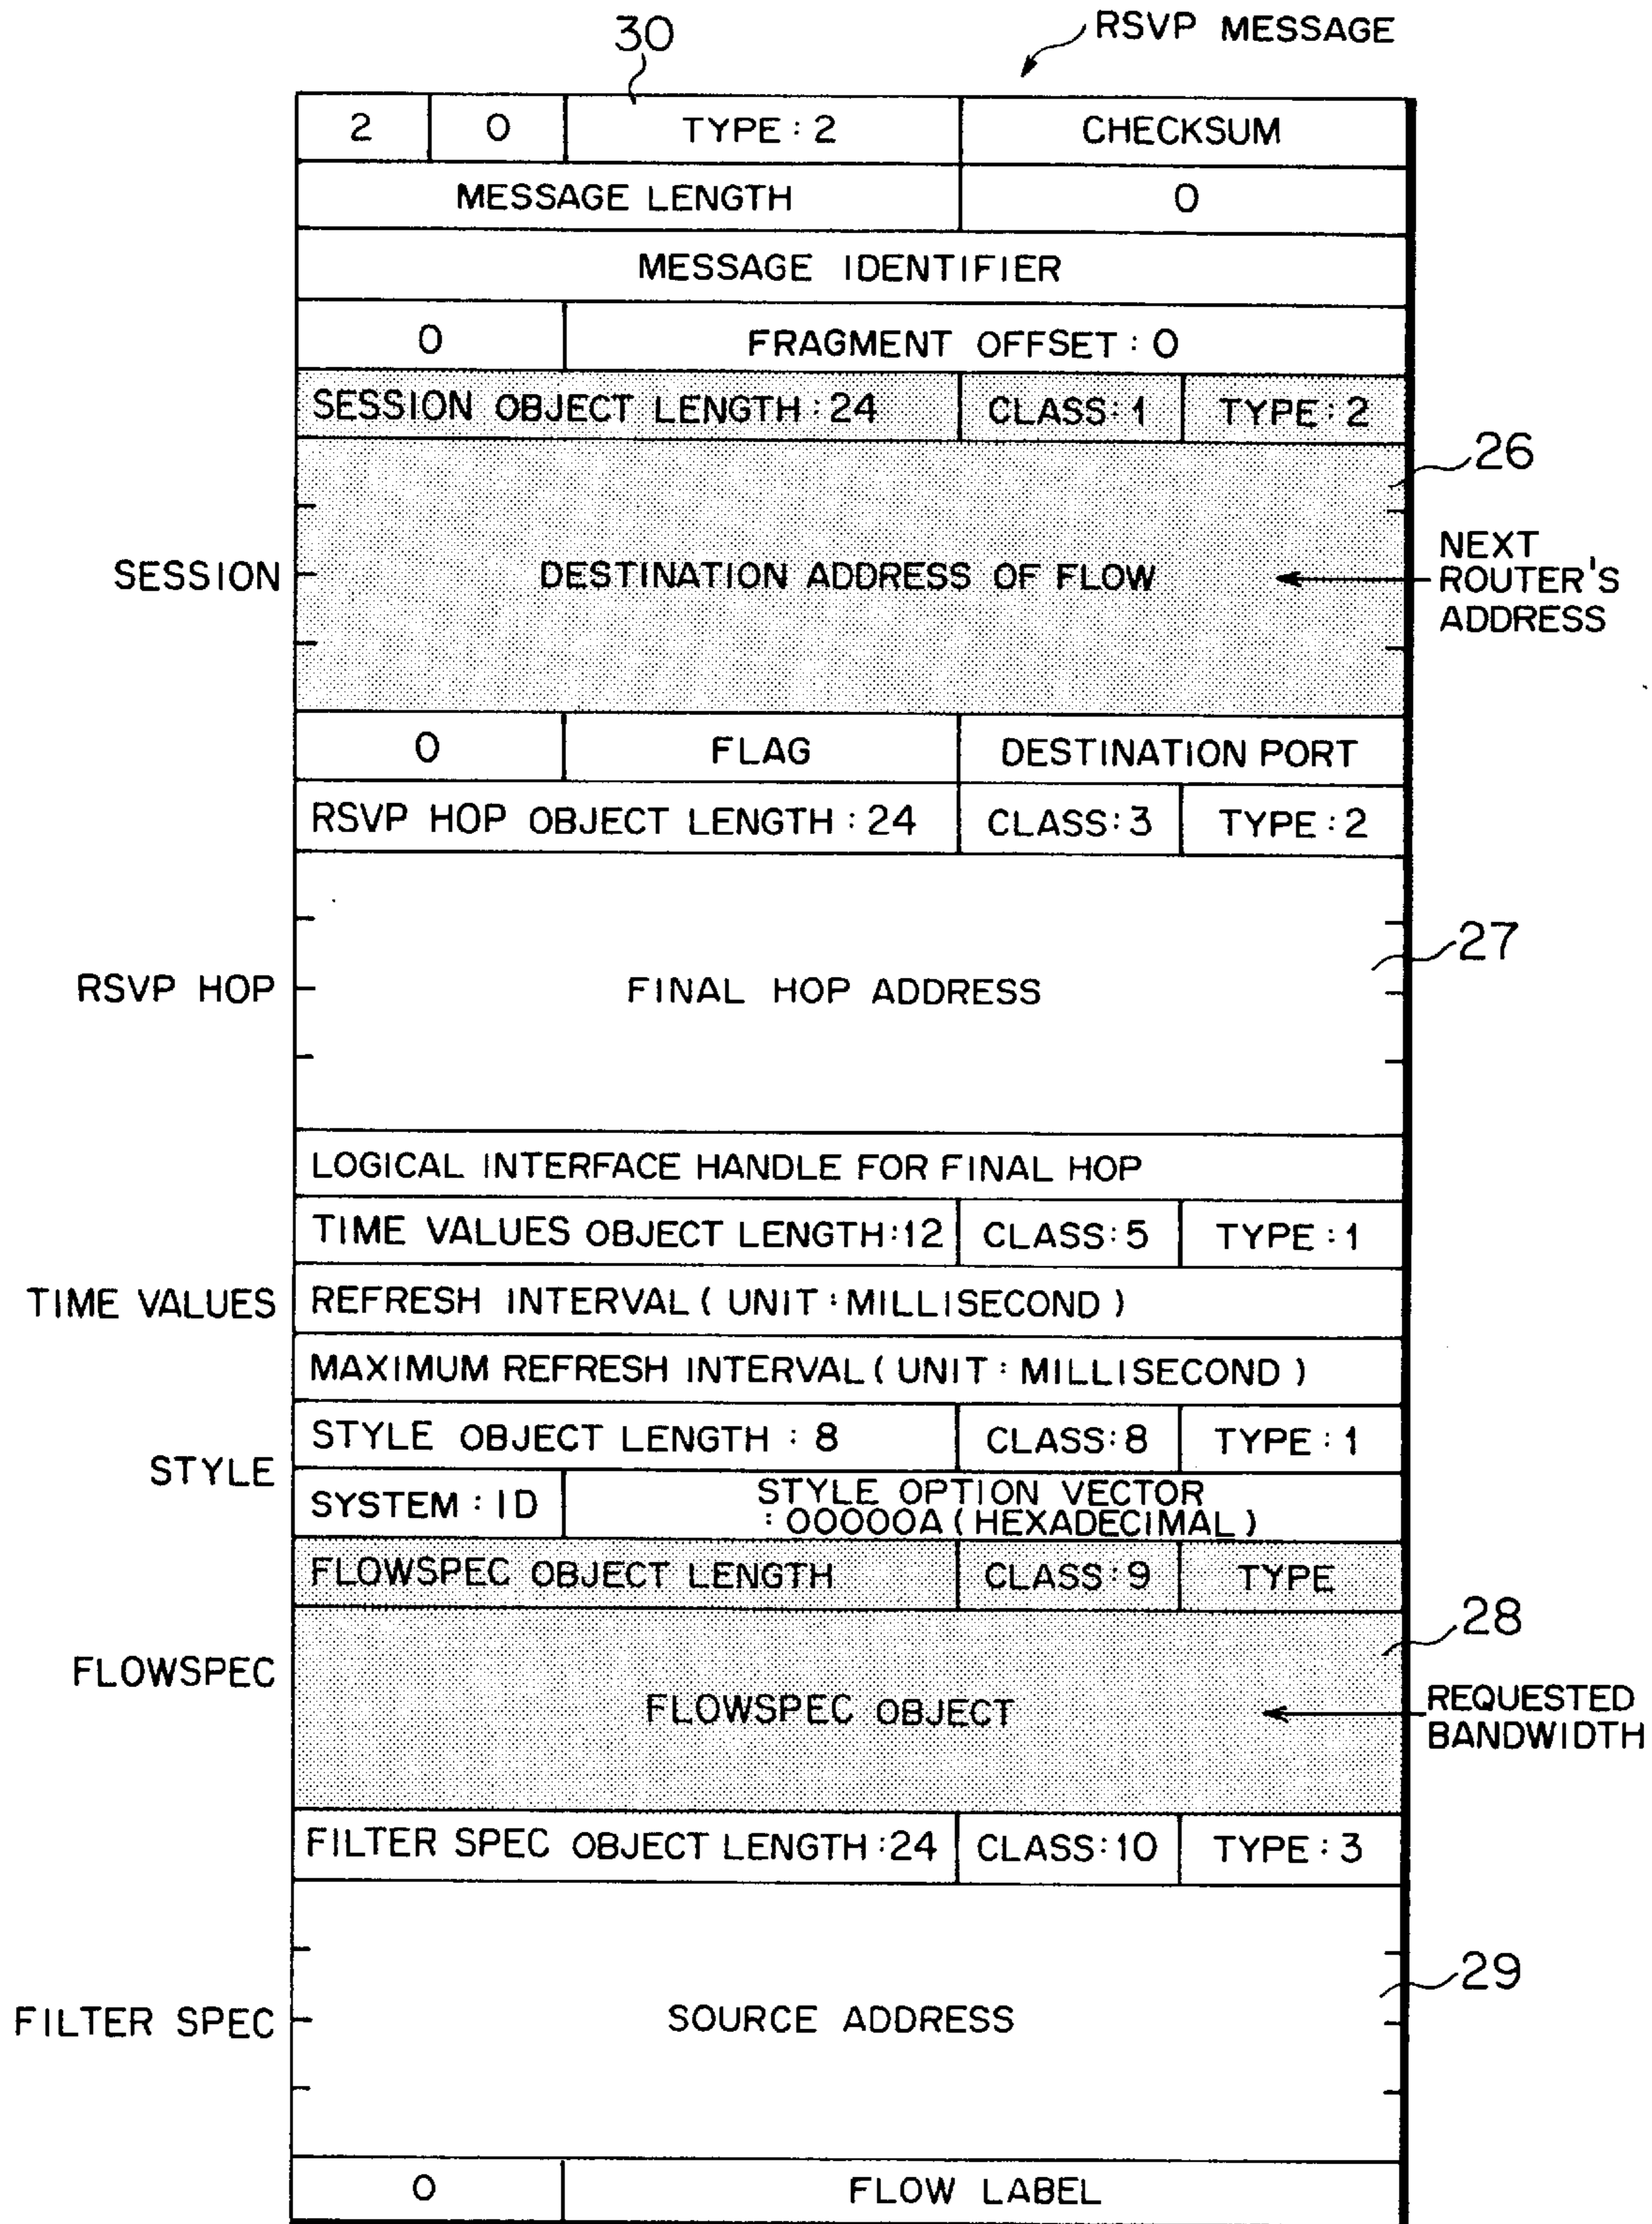 30
RSVP MESSAGE
2 0 TYPE : 2 CHECKSUM
MESSAGE LENGTH 0
MESSAGE IDENTIFIER
0 FRAGMENT OFFSET : 0
SESSION OBJECT LENGTH : 24 CLASS: 1 TYPE: 2
26
SESSION
DESTINATION ADDRESS OF FLOW
NEXT
ROUTER'S
ADDRESS
0 FLAG DESTINATION PORT
RSVP HOP OBJECT LENGTH : 24 CLASS: 3 TYPE : 2
27
RSVP HOP
FINAL HOP ADDRESS
LOGICAL INTERFACE HANDLE FOR FINAL HOP
TIME VALUES OBJECT LENGTH:12 CLASS: 5 TYPE : 1
TIME VALUES
REFRESH INTERVAL ( UNIT : MILLISECOND )
MAXIMUM REFRESH INTERVAL ( UNIT : MILLISECOND )
STYLE OBJECT LENGTH : 8 CLASS: 8 TYPE : 1
STYLE
SYSTEM : ID
STYLE OPTION VECTOR
: 00000A ( HEXADECIMAL )
FLOWSPEC OBJECT LENGTH CLASS: 9 TYPE
28
FLOWSPEC
FLOWSPEC OBJECT
REQUESTED
BANDWIDTH
FILTER SPEC OBJECT LENGTH :24 CLASS: 10 TYPE : 3
29
FILTER SPEC
SOURCE ADDRESS
0 FLOW LABEL